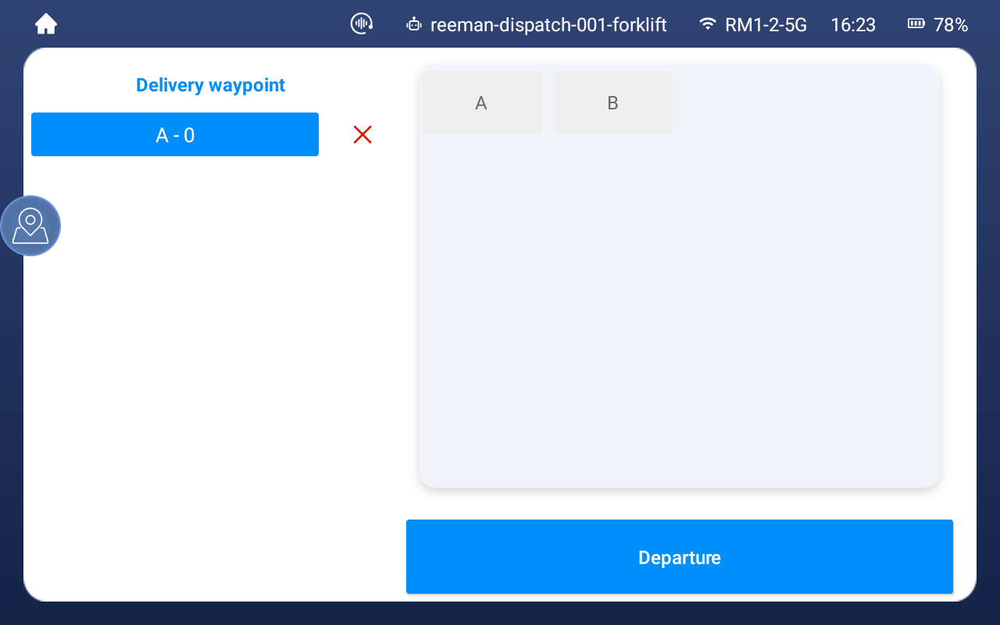 reeman-dispatch-001-forklift RM1-2-5G 16:23 78%
Delivery waypoint
A - 0
A B
Departure